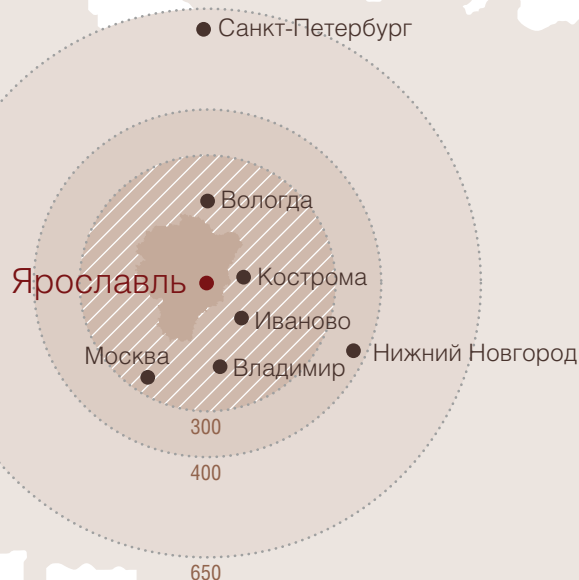 Санкт-Петербург
Вологда
Ярославль
Кострома
Иваново
Москва
Нижний Новгород
Владимир
300
400
650